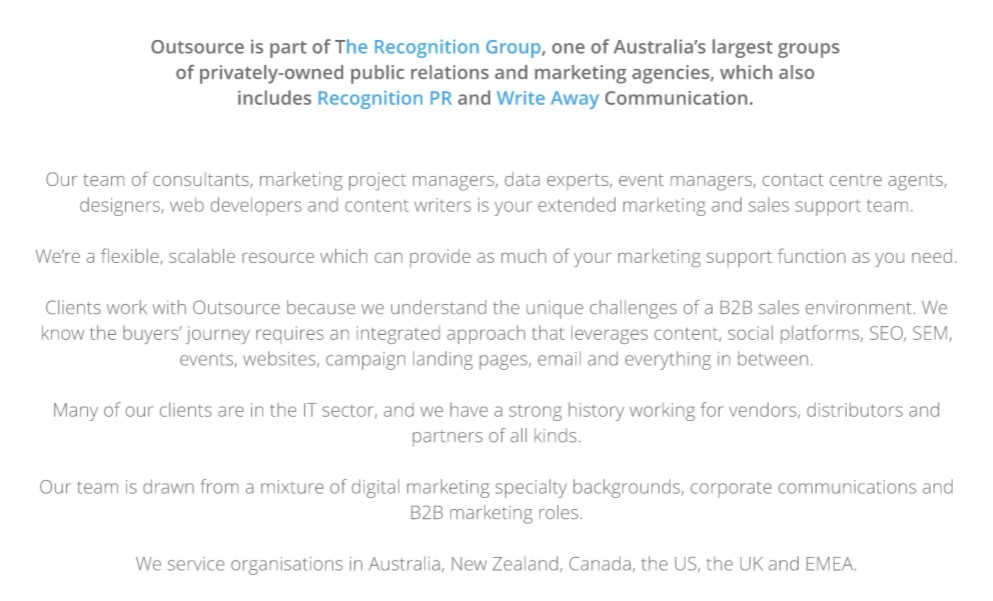 Outsource is part of The Recognition Group, one of Australia’s largest groups
of privately-owned public relations and marketing agencies, which also
includes Recognition PR and Write Away Communication.
Our team of consultants, marketing project managers, data experts, event managers, contact centre agents,
designers, web developers and content writers is your extended marketing and sales support team.
We’re a flexible, scalable resource which can provide as much of your marketing support function as you need.
Clients work with Outsource because we understand the unique challenges of a B2B sales environment. We
know the buyers’ journey requires an integrated approach that leverages content, social platforms, SEO, SEM,
events, websites, campaign landing pages, email and everything in between.
Many of our clients are in the IT sector, and we have a strong history working for vendors, distributors and
partners of all kinds.
Our team is drawn from a mixture of digital marketing specialty backgrounds, corporate communications and
B2B marketing roles.
We service organisations in Australia, New Zealand, Canada, the US, the UK and EMEA.